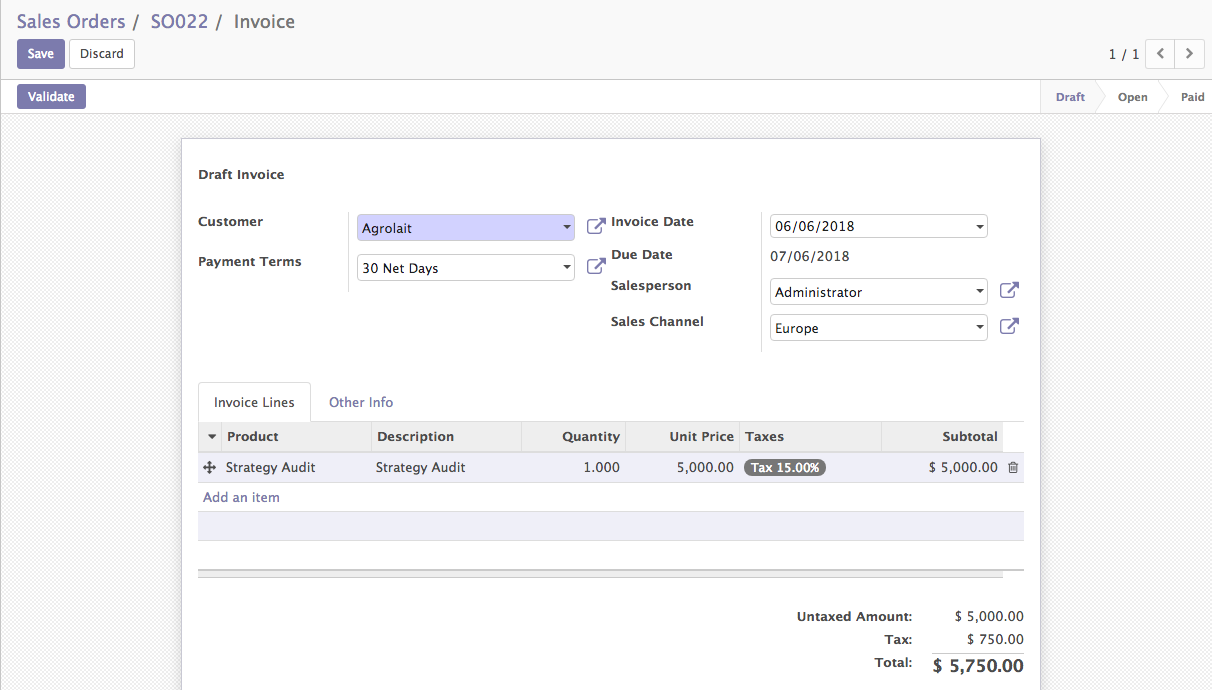 Sales Orders / SO022 / Invoice
Save Discard
1 / 1
Validate
Draft Open Paid
Draft Invoice
Customer Agrolait Invoice Date 06/06/2018
Due Date 07/06/2018
Payment Terms 30 Net Days
Salesperson Administrator
Sales Channel Europe
Invoice Lines Other Info
Product Description Quantity Unit Price Taxes Subtotal
Strategy Audit Strategy Audit 1.000 5,000.00 Tax 15.00% $ 5,000.00
Add an item
Untaxed Amount: $ 5,000.00
Tax: $ 750.00
Total: $ 5,750.00